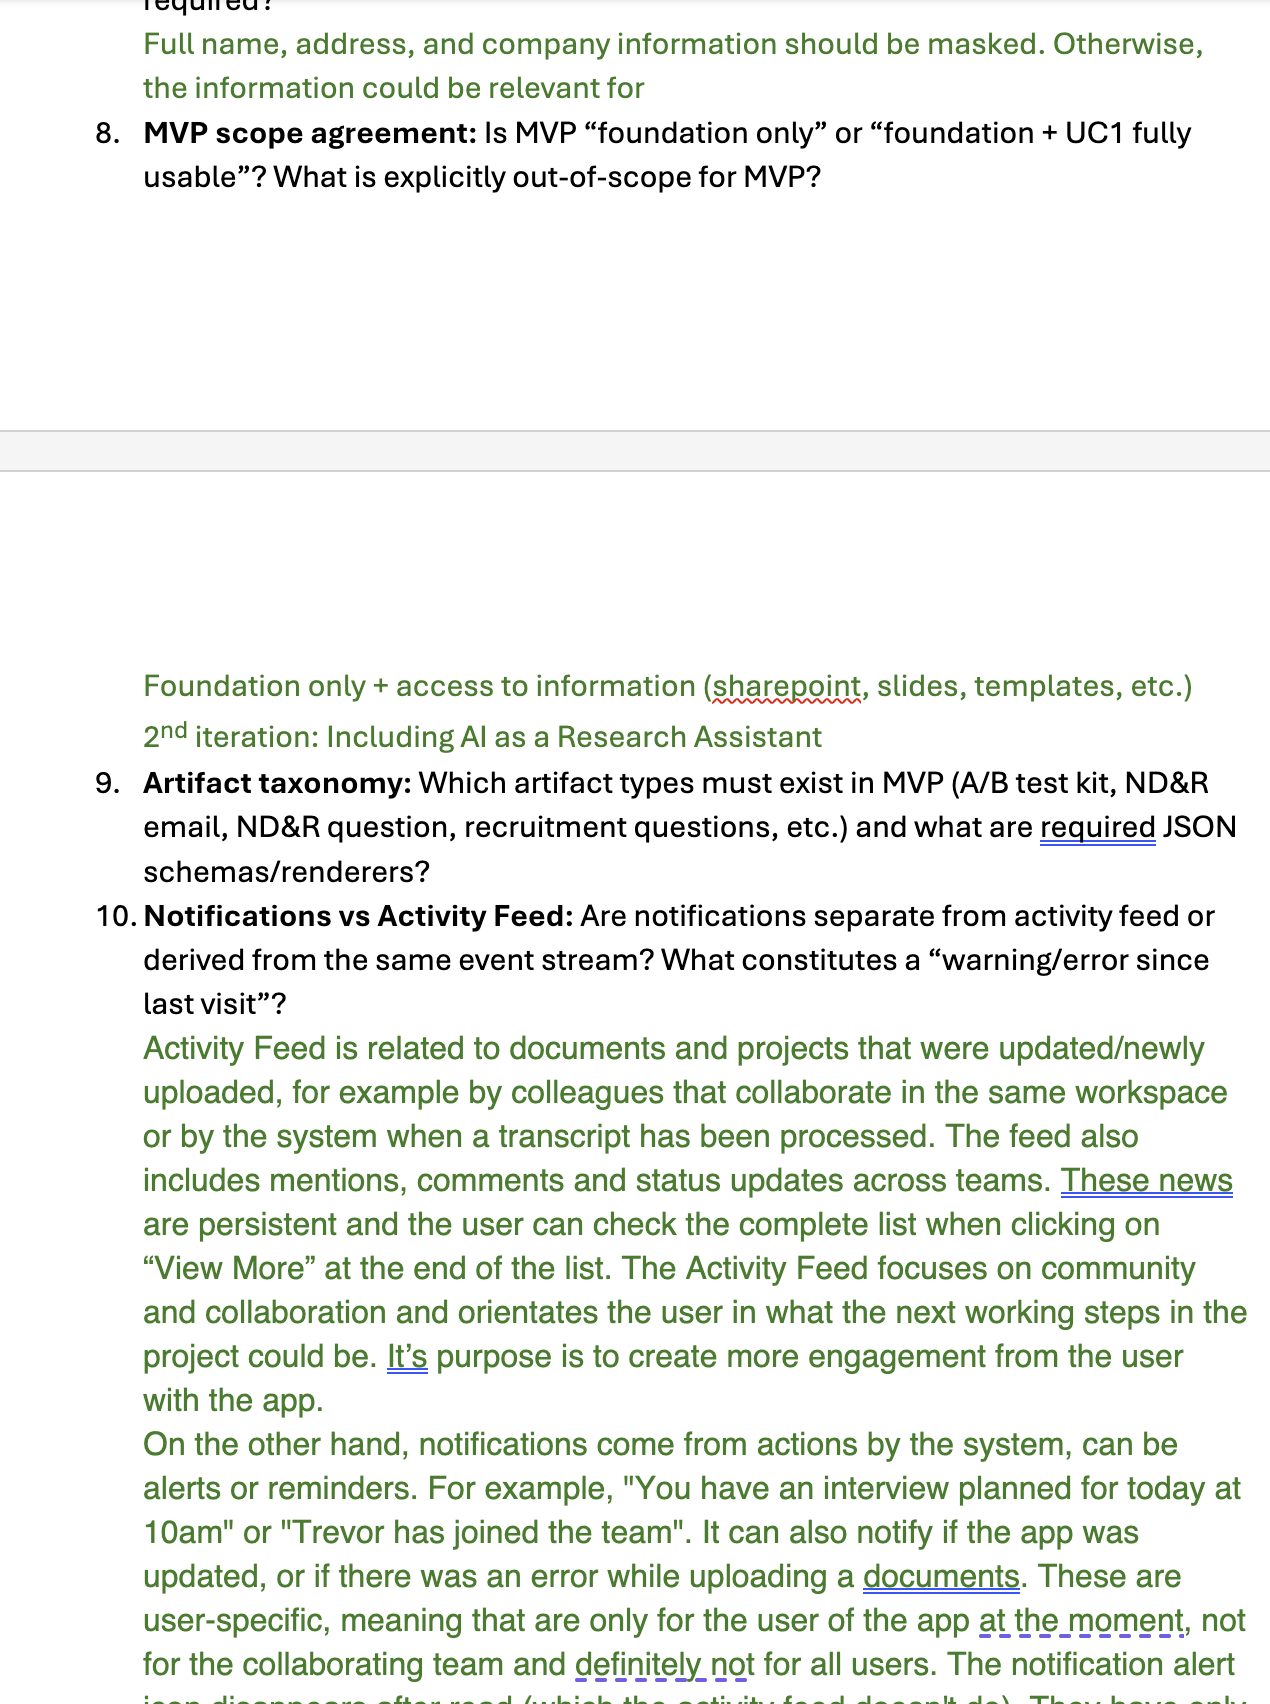 required?
Full name, address, and company information should be masked. Otherwise,
the information could be relevant for
8. MVP scope agreement: Is MVP “foundation only” or “foundation + UC1 fully
usable”? What is explicitly out-of-scope for MVP?
Foundation only + access to information (sharepoint, slides, templates, etc.)
2nd iteration: Including AI as a Research Assistant
9. Artifact taxonomy: Which artifact types must exist in MVP (A/B test kit, ND&R
email, ND&R question, recruitment questions, etc.) and what are required JSON
schemas/renderers?
10. Notifications vs Activity Feed: Are notifications separate from activity feed or
derived from the same event stream? What constitutes a “warning/error since
last visit”?
Activity Feed is related to documents and projects that were updated/newly
uploaded, for example by colleagues that collaborate in the same workspace
or by the system when a transcript has been processed. The feed also
includes mentions, comments and status updates across teams. These news
are persistent and the user can check the complete list when clicking on
“View More” at the end of the list. The Activity Feed focuses on community
and collaboration and orientates the user in what the next working steps in the
project could be. It’s purpose is to create more engagement from the user
with the app.
On the other hand, notifications come from actions by the system, can be
alerts or reminders. For example, "You have an interview planned for today at
10am" or "Trevor has joined the team". It can also notify if the app was
updated, or if there was an error while uploading a documents. These are
user-specific, meaning that are only for the user of the app at the moment, not
for the collaborating team and definitely not for all users. The notification alert
icon disappears after read (which the activity feed doesn't do). They have only